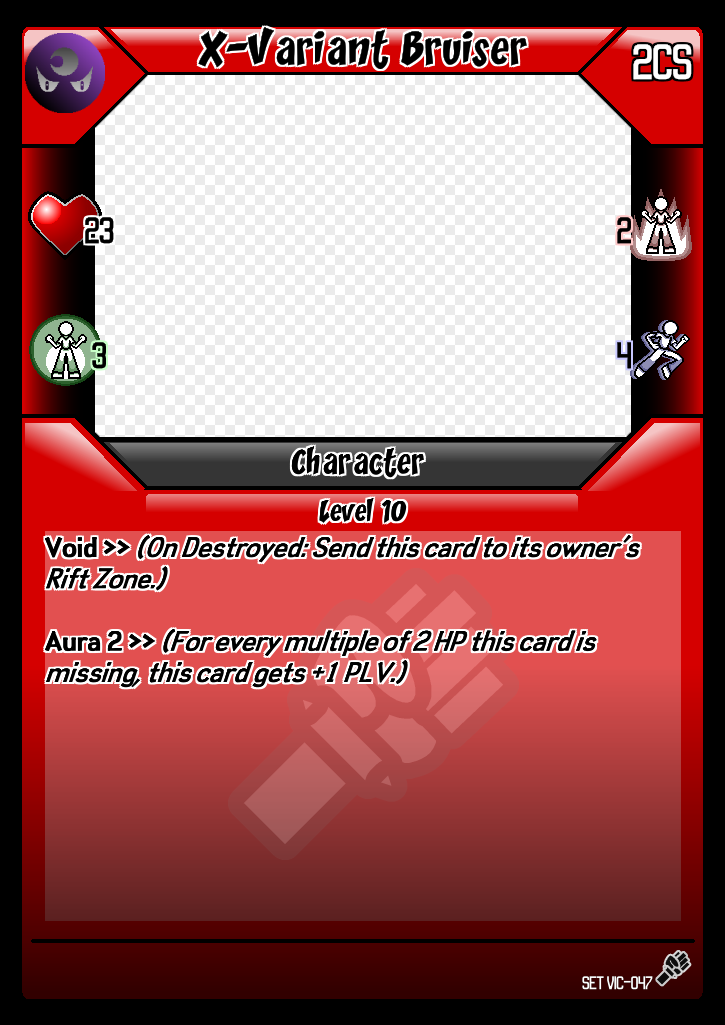 X-Variant Bruiser
2CS
23
2
3
4
Character
Level 10
Void >> (On Destroyed: Send this card to its owner's
Rift Zone.)
Aura 2 >> (For every multiple of 2 HP this card is
missing, this card gets +1 PLV.)
SET VIC-047